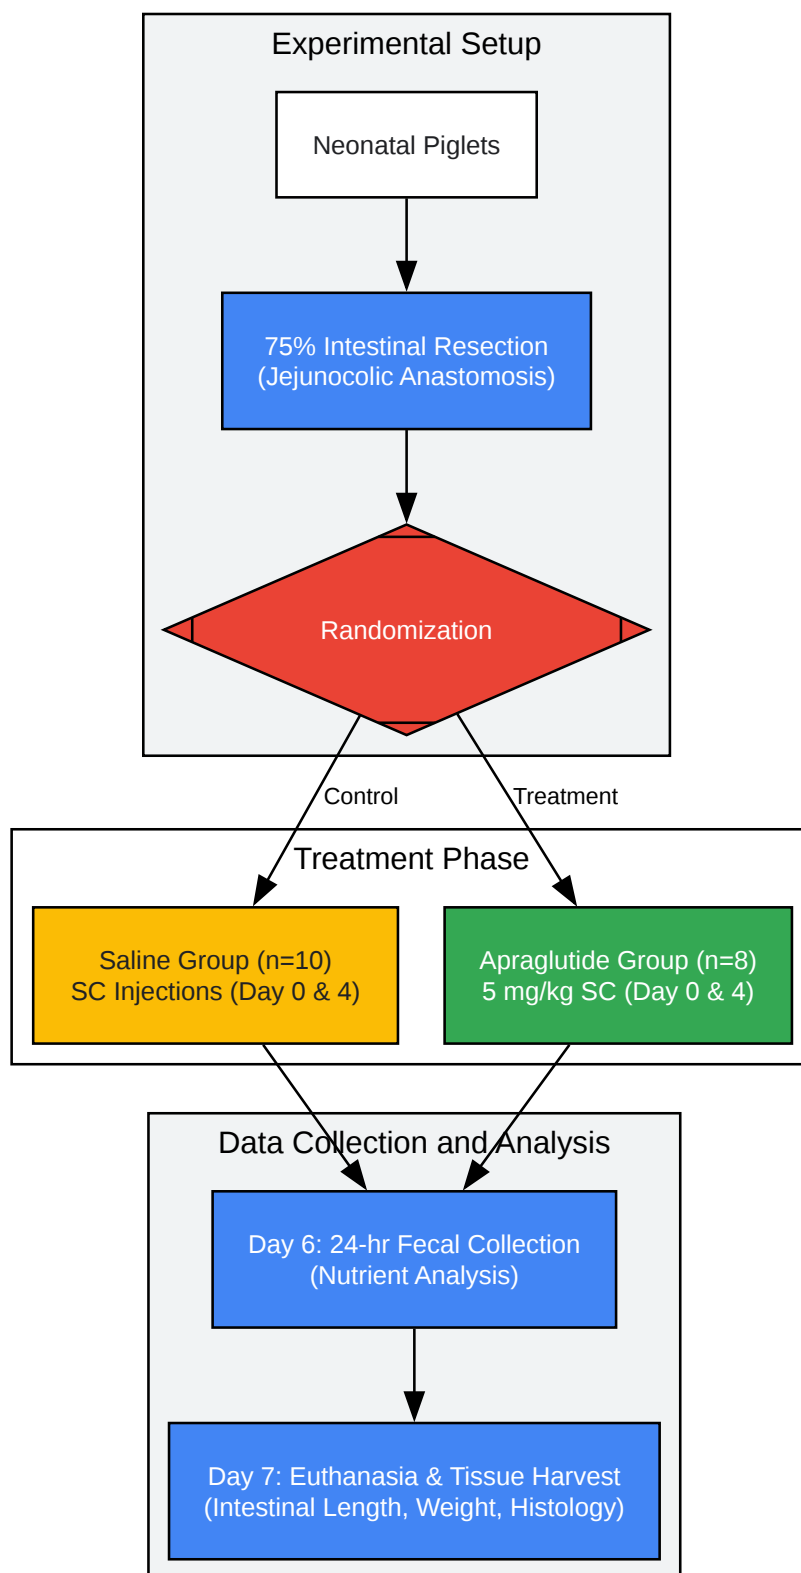 Experimental Setup
Neonatal Piglets
75% Intestinal Resection
(Jejunocolic Anastomosis)
Randomization
Control
Treatment
Treatment Phase
Saline Group (n=10)
SC Injections (Day 0 & 4)
Apraglutide Group (n=8)
5 mg/kg SC (Day 0 & 4)
Data Collection and Analysis
Day 6: 24-hr Fecal Collection
(Nutrient Analysis)
Day 7: Euthanasia & Tissue Harvest
(Intestinal Length, Weight, Histology)